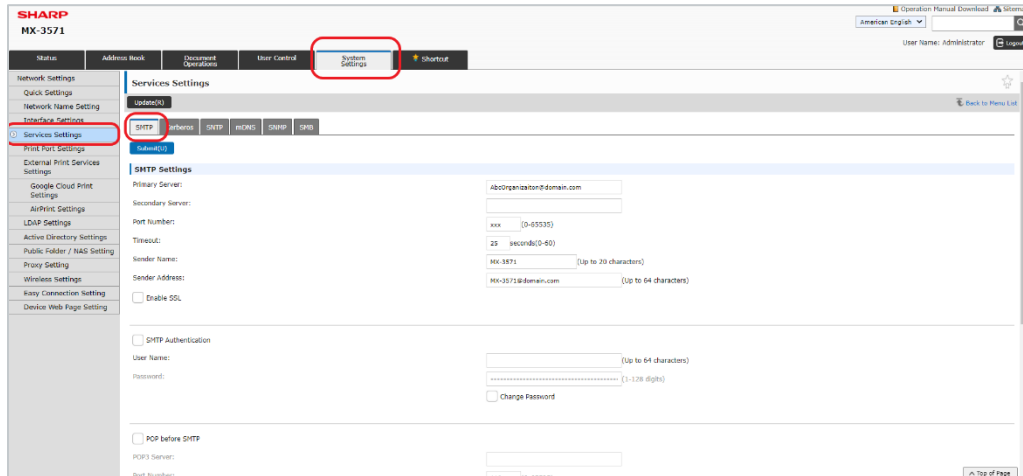 Operation Manual Download
SHARP
American English
MX-3571
User Name: Administrator
Status
Address Book
Document Operations
User Control
System Settings
Shortcut
Network Settings
Quick Settings
Network Name Setting
Interface Settings
Services Settings
Print Port Settings
External Print Services Settings
Google Cloud Print Settings
AirPrint Settings
LDAP Settings
Active Directory Settings
Public Folder / NAS Setting
Proxy Setting
Wireless Settings
Easy Connection Setting
Device Web Page Setting
Services Settings
Update(R)
Back to Menu List
SMTP
Kerberos
SNTP
mDNS
SNMP
SMB
Submit(U)
SMTP Settings
Primary Server: AbcOrganizaiton@domain.com
Secondary Server:
Port Number: xxx (0-65535)
Timeout: 25 seconds(0-60)
Sender Name: MX-3571 (Up to 20 characters)
Sender Address: MX-3571@domain.com (Up to 64 characters)
Enable SSL
SMTP Authentication
User Name: (Up to 64 characters)
Password: (1-128 digits)
Change Password
POP before SMTP
POP3 Server:
Port Number:
Top of Page